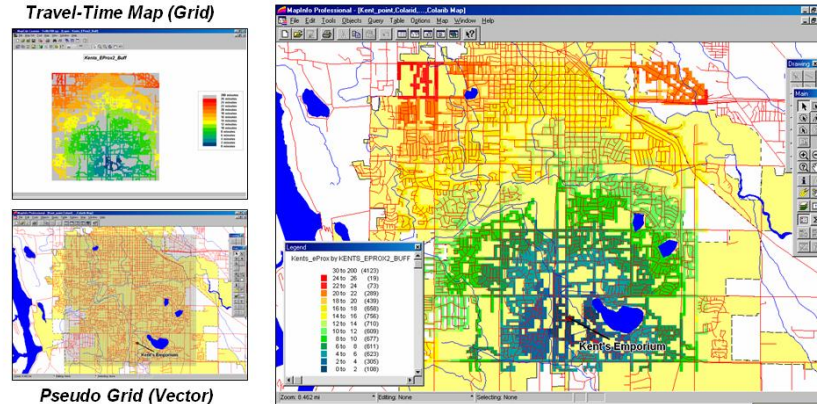 Travel-Time Map (Grid)
Kents_EProx2_Buff
Pseudo Grid (Vector)
Kent's Emporium
MapInfo Professional - [Kent_point,Colarid,...,Colarib Map]
File Edit Tools Objects Query Table Options Map Window Help
Drawing
Main
Legend
Kents_eProx by KENTS_EPROX2_BUFF
30 to 200 (4123)
24 to 26 (19)
22 to 24 (73)
20 to 22 (289)
18 to 20 (439)
16 to 18 (658)
14 to 16 (756)
12 to 14 (710)
10 to 12 (609)
8 to 10 (677)
6 to 8 (611)
4 to 6 (623)
2 to 4 (305)
0 to 2 (108)
Kent's Emporium
Zoom: 0.462 mi
Editing: None
Selecting: None